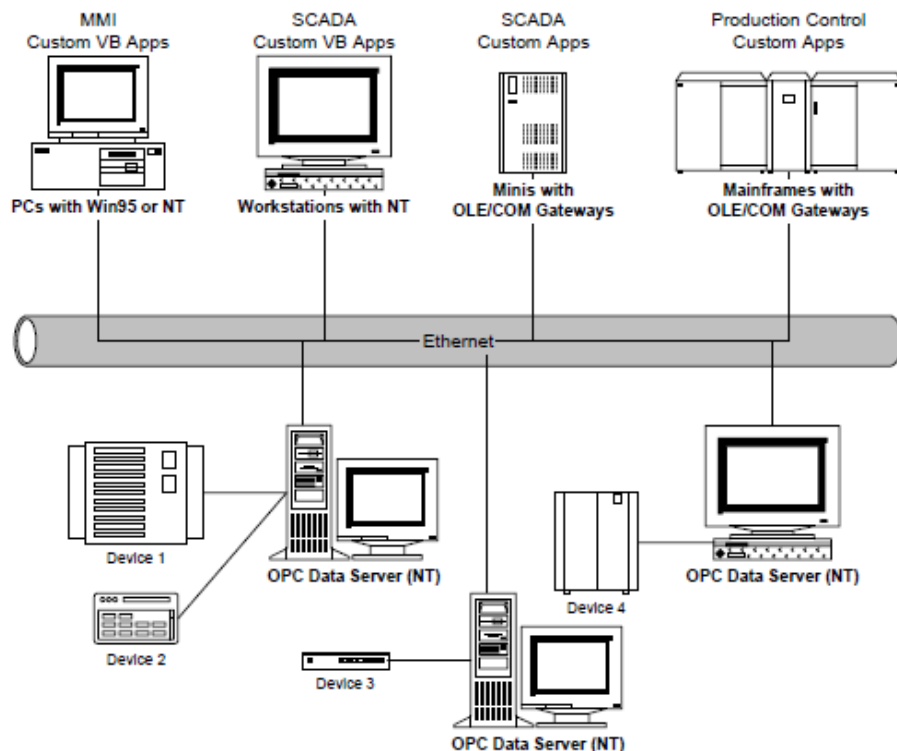 MMI
Custom VB Apps
SCADA
Custom VB Apps
SCADA
Custom Apps
Production Control
Custom Apps
PCs with Win95 or NT
Workstations with NT
Minis with
OLE/COM Gateways
Mainframes with
OLE/COM Gateways
Ethernet
Device 1
OPC Data Server (NT)
Device 2
Device 4
OPC Data Server (NT)
Device 3
OPC Data Server (NT)